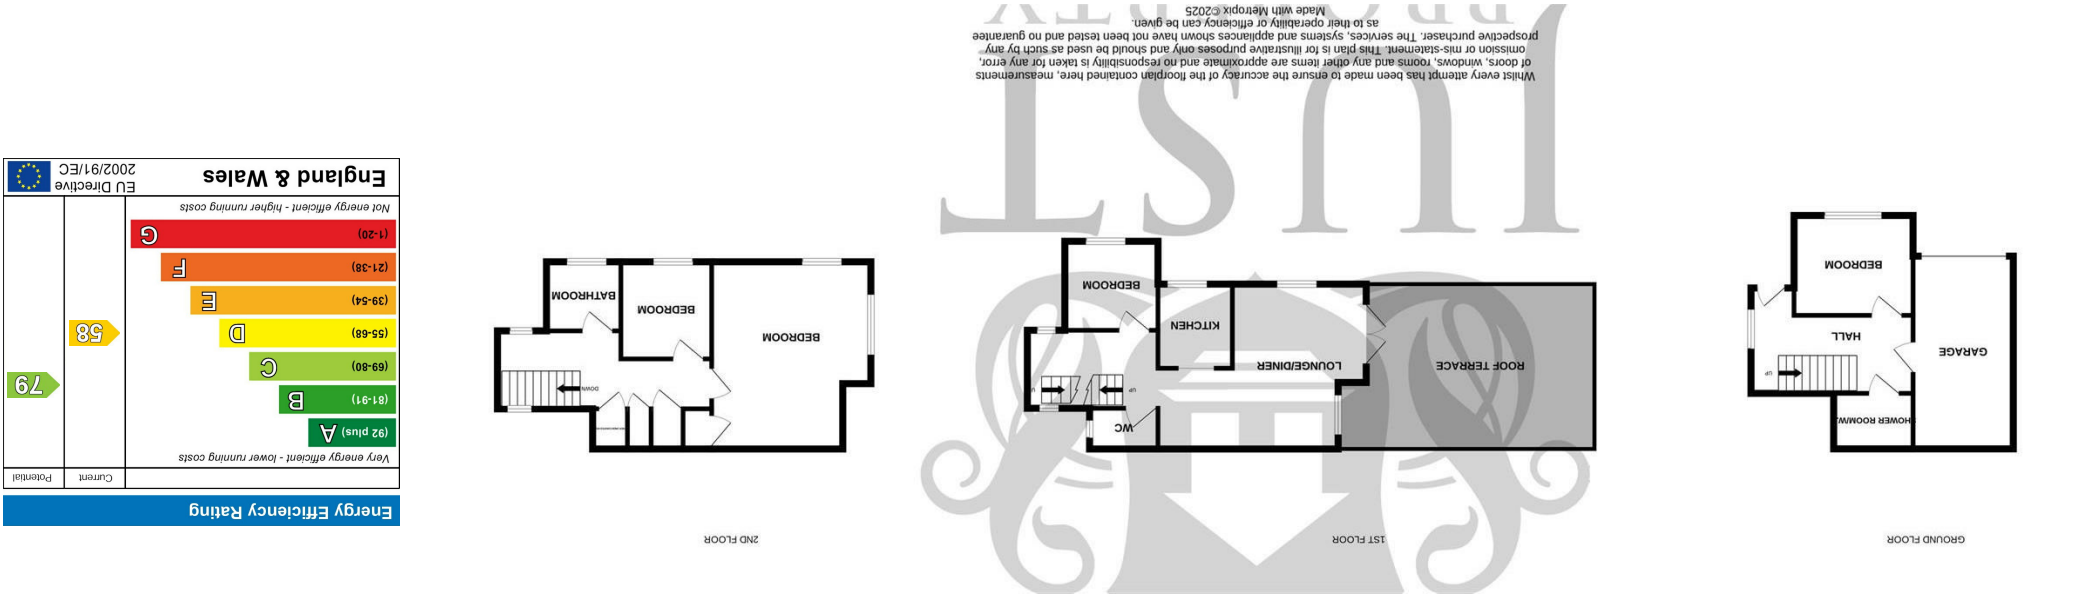 GROUND FLOOR
SHOWER ROOM/W
UP
HALL
GARAGE
BEDROOM
1ST FLOOR
WC
UP
ROOF TERRACE
LOUNGE/DINER
KITCHEN
BEDROOM
JUST
PROPERTY
Whilst every attempt has been made to ensure the accuracy of the floorplan contained here, measurements
of doors, windows, rooms and any other items are approximate and no responsibility is taken for any error,
omission or mis-statement. This plan is for illustrative purposes only and should be used as such by any
prospective purchaser. The services, systems and appliances shown have not been tested and no guarantee
as to their operability or efficiency can be given.
Made with Metropix ©2025
2ND FLOOR
DOWN
BEDROOM
BEDROOM
BATHROOM
Energy Efficiency Rating
Current Potential
Very energy efficient - lower running costs
(92 plus) A
(81-91) B
(69-80) C
(55-68) D
(39-54) E
(21-38) F
(1-20) G
79
58
Not energy efficient - higher running costs
England & Wales
EU Directive
2002/91/EC